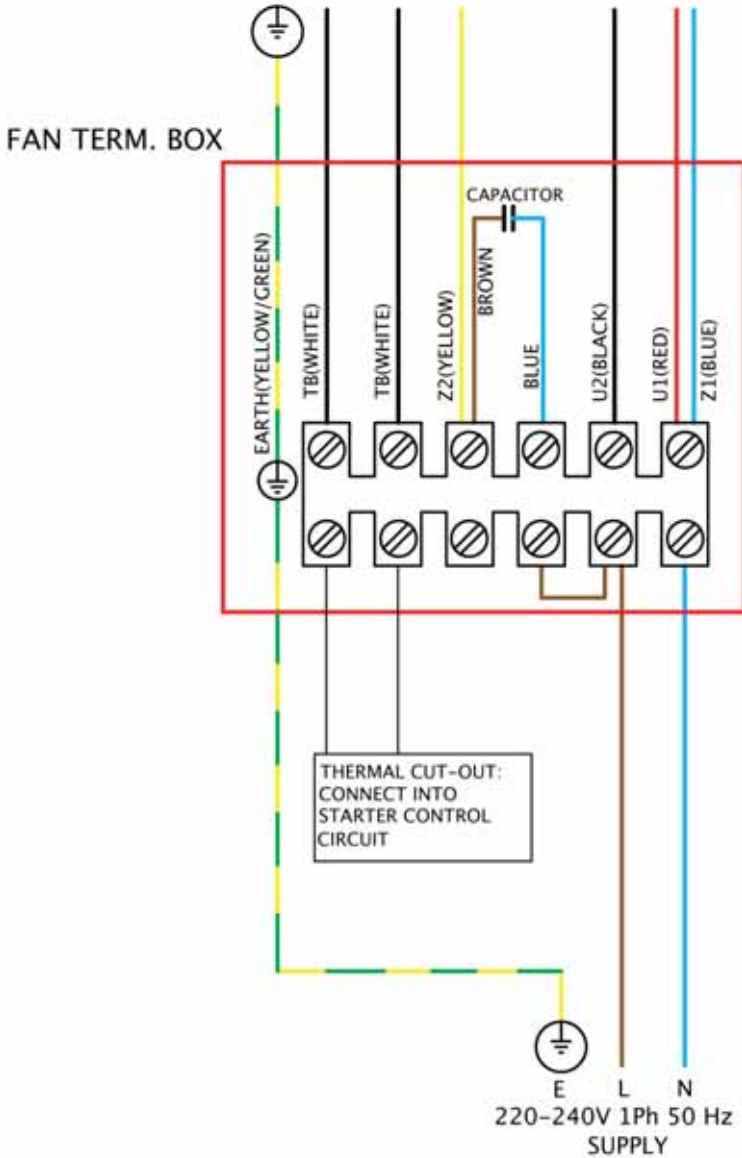 FAN TERM. BOX
CAPACITOR
EARTH(YELLOW/GREEN)
TB(WHITE)
TB(WHITE)
Z2(YELLOW)
BROWN
BLUE
U2(BLACK)
U1(RED)
Z1(BLUE)
THERMAL CUT-OUT:
CONNECT INTO
STARTER CONTROL
CIRCUIT
E L N
220-240V 1Ph 50 Hz
SUPPLY